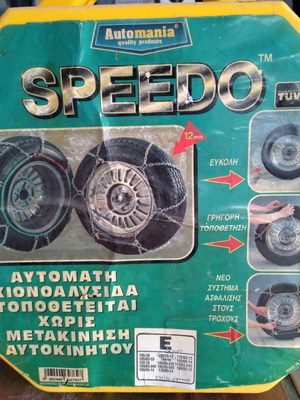 Automania
quality products
SPEEDO
TM
TÜV
12mm
ΕΥΚΟΛΗ
ΓΡΗΓΟΡΗ
ΤΟΠΟΘΕΤΗΣΗ
ΝΕΟ
ΣΥΣΤΗΜΑ
ΑΣΦΑΛΙΣΗΣ
ΣΤΟΥΣ
ΤΡΟΧΟΥΣ
ΑΥΤΟΜΑΤΗ
ΧΙΟΝΟΑΛΥΣΙΔΑ
ΤΟΠΟΘΕΤΕΙΤΑΙ
ΧΩΡΙΣ
ΜΕΤΑΚΙΝΗΣΗ
ΑΥΤΟΚΙΝΗΤΟΥ
E